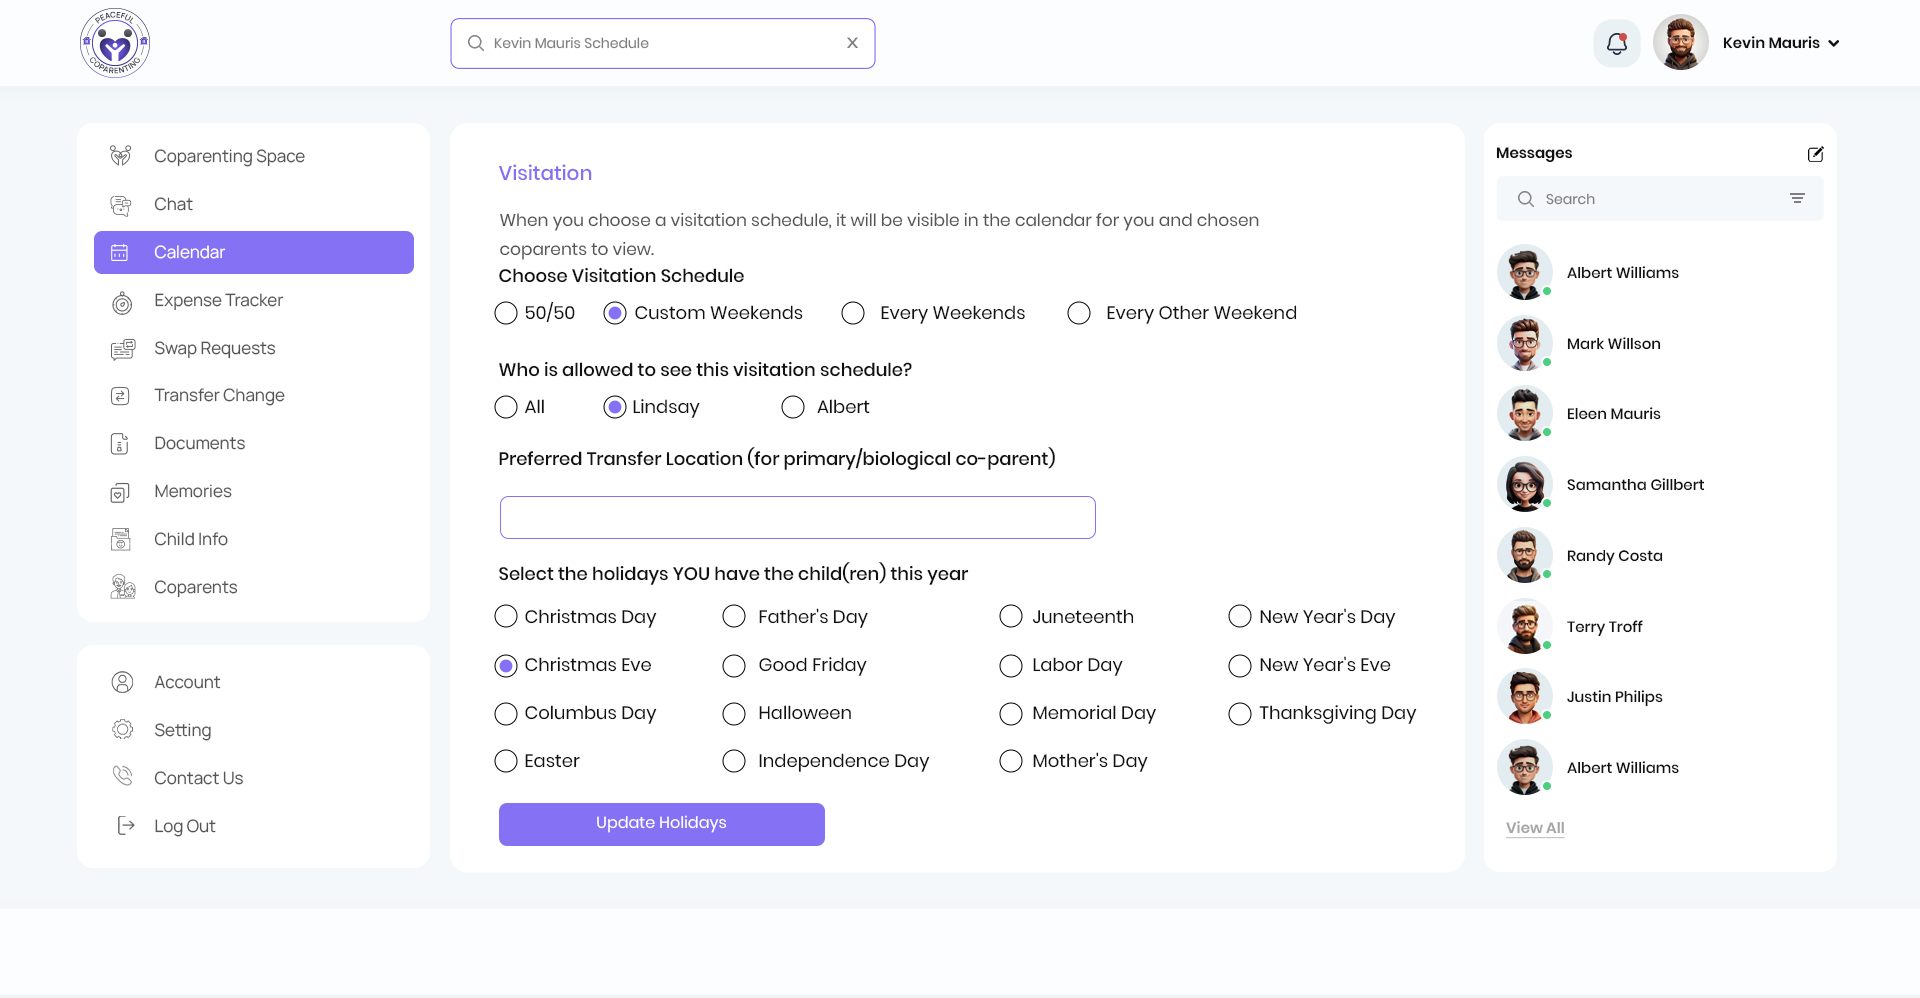 PEACEFUL
COPARENTING
Kevin Mauris Schedule
X
Kevin Mauris
Coparenting Space
Chat
Calendar
Expense Tracker
Swap Requests
Transfer Change
Documents
Memories
Child Info
Coparents
Account
Setting
Contact Us
Log Out
Visitation
When you choose a visitation schedule, it will be visible in the calendar for you and chosen
coparents to view.
Choose Visitation Schedule
50/50 Custom Weekends Every Weekends Every Other Weekend
Who is allowed to see this visitation schedule?
All Lindsay Albert
Preferred Transfer Location (for primary/biological co-parent)
Select the holidays YOU have the child(ren) this year
Christmas Day Father's Day Juneteenth New Year's Day
Christmas Eve Good Friday Labor Day New Year's Eve
Columbus Day Halloween Memorial Day Thanksgiving Day
Easter Independence Day Mother's Day
Update Holidays
Messages
Search
Albert Williams
Mark Willson
Eleen Mauris
Samantha Gillbert
Randy Costa
Terry Troff
Justin Philips
Albert Williams
View All